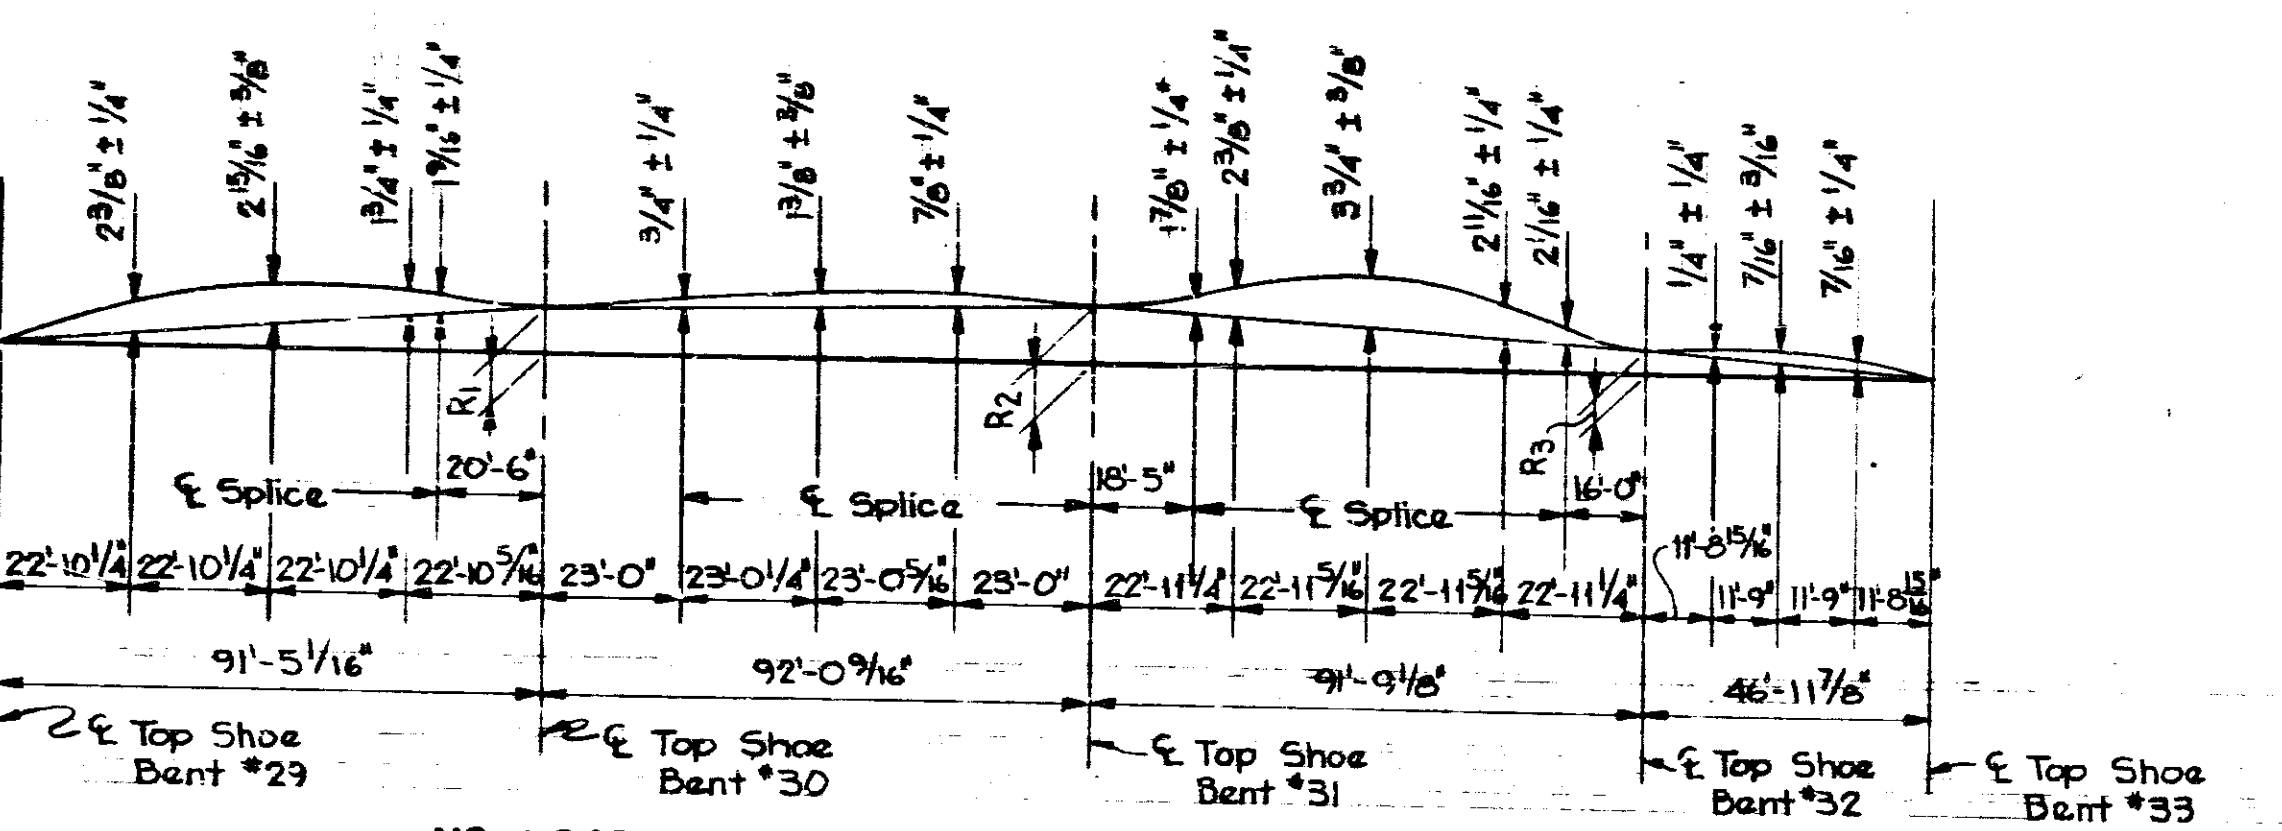 2 3/8" ± 1/4"
2 15/16" ± 3/8"
1 3/4" ± 1/4"
1 9/16" ± 1/4"
3/4" ± 1/4"
1 3/8" ± 3/8"
7/8" ± 1/4"
1 7/8" ± 1/4"
2 3/8" ± 1/4"
3 3/4" ± 3/8"
2 11/16" ± 1/4"
2 1/16" ± 1/4"
1/4" ± 1/4"
7/16" ± 3/16"
7/16" ± 1/4"
R1
R2
R3
℄ Splice
20'-6"
℄ Splice
18'-5"
℄ Splice
16'-0"
11'-8 15/16"
22'-10 1/4" 22'-10 1/4" 22'-10 1/4" 22'-10 5/16" 23'-0" 23'-0 1/4" 23'-0 5/16" 23'-0" 22'-11 1/4" 22'-11 5/16" 22'-11 5/16" 22'-11 1/4" 11'-9" 11'-9" 11'-8 15/16"
91'-5 1/16" 92'-0 9/16" 91'-9 1/8" 46'-11 7/8"
℄ Top Shoe
Bent #29
℄ Top Shoe
Bent #30
℄ Top Shoe
Bent #31
℄ Top Shoe
Bent #32
℄ Top Shoe
Bent #33